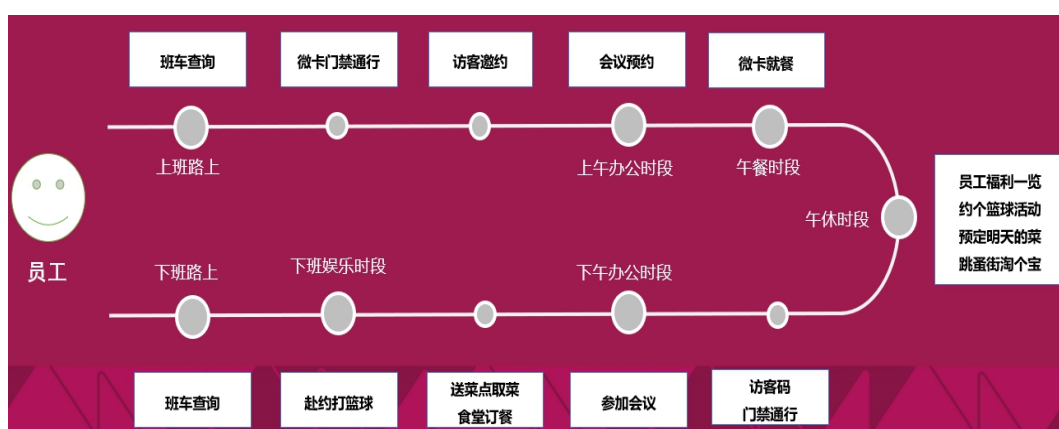 班车查询
微卡门禁通行
访客邀约
会议预约
微卡就餐
上班路上
上午办公时段
午餐时段
员工福利一览
约个篮球活动
预定明天的菜
跳蚤街淘个宝
午休时段
员工
下班路上
下班娱乐时段
下午办公时段
班车查询
赴约打篮球
送菜点取菜
食堂订餐
参加会议
访客码
门禁通行